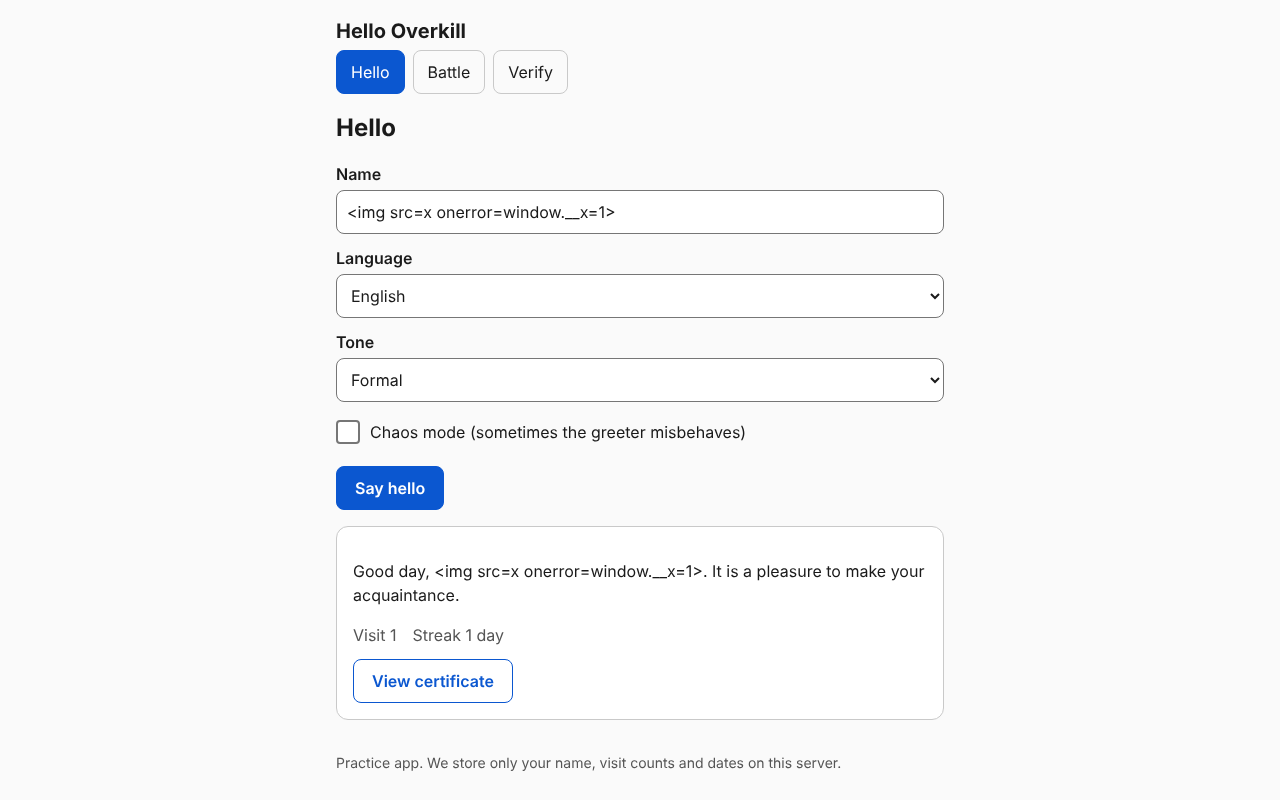 Hello Overkill
Hello
Battle
Verify
Hello
Name
<img src=x onerror=window.__x=1>
Language
English
Tone
Formal
Chaos mode (sometimes the greeter misbehaves)
Say hello
Good day, <img src=x onerror=window.__x=1>. It is a pleasure to make your
acquaintance.
Visit 1 Streak 1 day
View certificate
Practice app. We store only your name, visit counts and dates on this server.